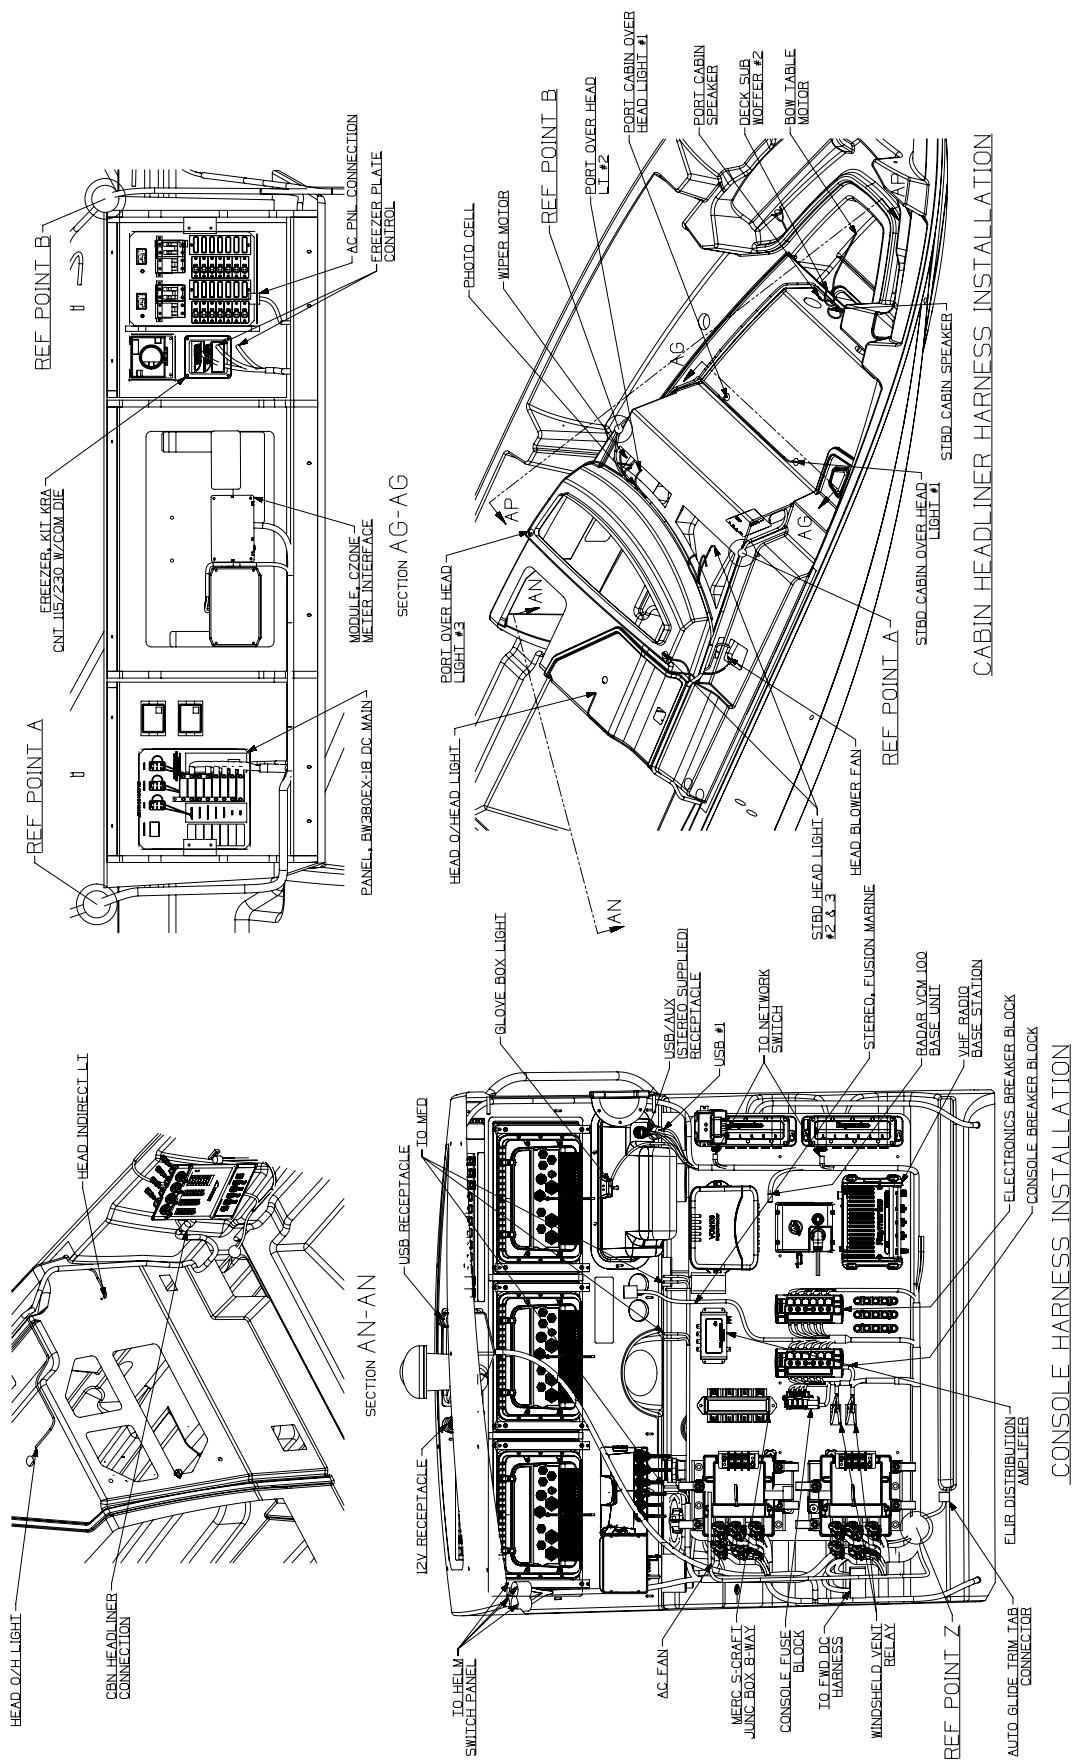 HEAD O/H LIGHT
CBN HEADLINER
CONNECTION
HEAD INDIRECT LT
SECTION AN-AN
REF POINT A
REF POINT B
FREEZER, KIT KRA
CNT 115/230 W/COM DIE
AC PNL CONNECTION
FREEZER PLATE
CONTROL
MODULE, CZONE
METER INTERFACE
PANEL, BW380EX-18 DC MAIN
SECTION AG-AG
TO HELM
SWITCH PANEL
12V RECEPTACLE
USB RECEPTACLE
TO MFD
GLOVE BOX LIGHT
USB/AUX
(STEREO SUPPLIED)
RECEPTACLE
USB #1
TO NETWORK
SWITCH
STEREO, FUSION MARINE
RADAR VCM 100
BASE UNIT
VHF RADIO
BASE STATION
ELECTRONICS BREAKER BLOCK
CONSOLE BREAKER BLOCK
AC FAN
MERC S-CRAFT
JUNC BOX 8-WAY
CONSOLE FUSE
BLOCK
TO FWD DC
HARNESS
WINDSHIELD VENT
RELAY
REF POINT Z
AUTO GLIDE TRIM TAB
CONNECTOR
FLIR DISTRIBUTION
AMPLIFIER
CONSOLE HARNESS INSTALLATION
HEAD O/HEAD LIGHT
PORT OVER HEAD
LIGHT #3
PHOTO CELL
WIPER MOTOR
REF POINT B
PORT OVER HEAD
LT #2
PORT CABIN OVER
HEAD LIGHT #1
PORT CABIN
SPEAKER
DECK SUB
WOFFER #2
BOW TABLE
MOTOR
AP
AP
AG
AG
AN
AN
STBD HEAD LIGHT
#2 & 3
HEAD BLOWER FAN
REF POINT A
STBD CABIN OVER HEAD
LIGHT #1
STBD CABIN SPEAKER
CABIN HEADLINER HARNESS INSTALLATION